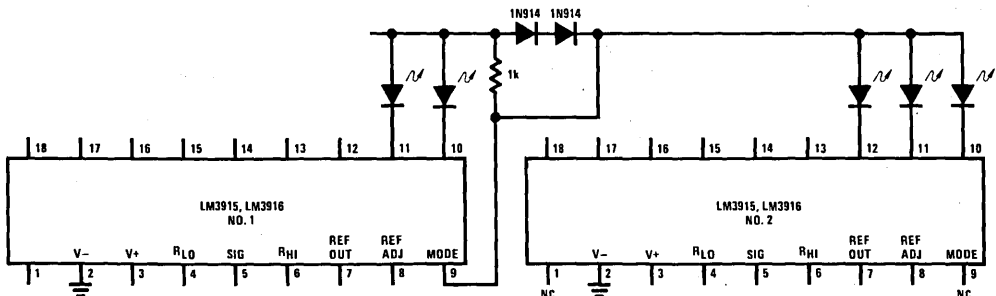 1N914 1N914
1k
18 17 16 15 14 13 12 11 10
18 17 16 15 14 13 12 11 10
LM3915, LM3916
NO. 1
LM3915, LM3916
NO. 2
V− V+ RLO SIG RHI REF OUT REF ADJ MODE
V− V+ RLO SIG RHI REF OUT REF ADJ MODE
1 2 3 4 5 6 7 8 9
1 2 3 4 5 6 7 8 9
NC NC